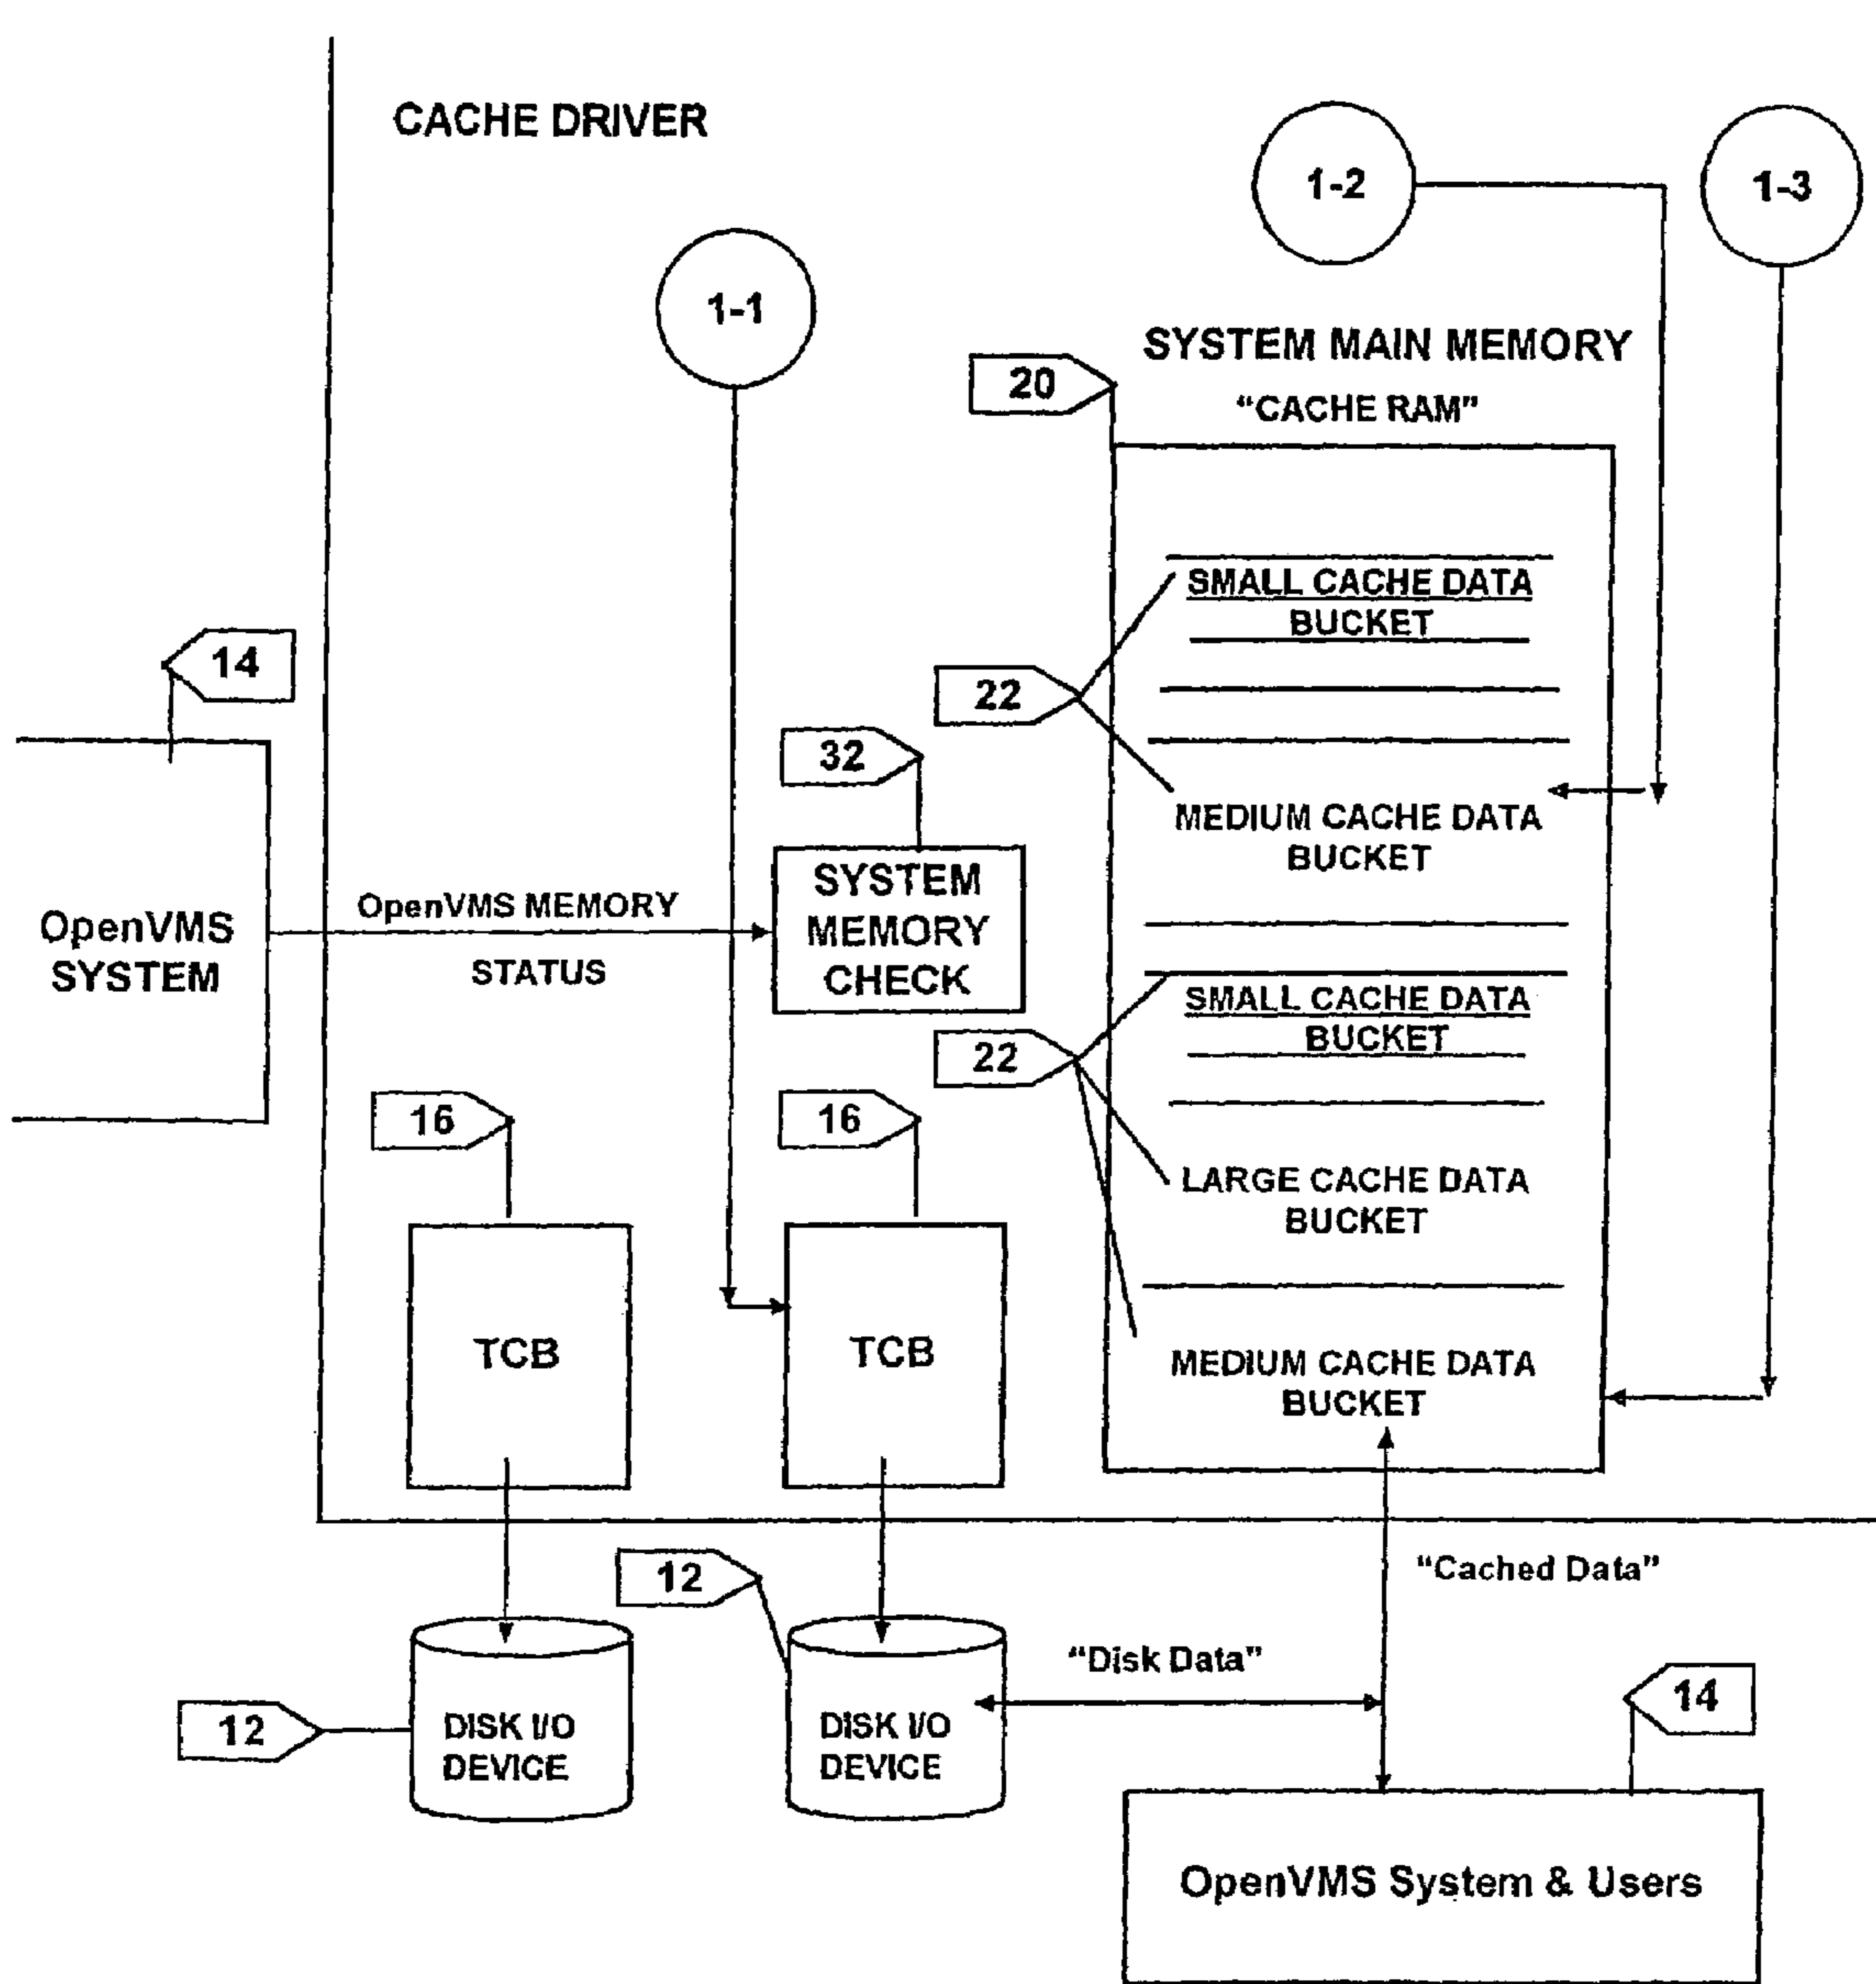 CACHE DRIVER
1-2
1-3
1-1
SYSTEM MAIN MEMORY
20
"CACHE RAM"
SMALL CACHE DATA
BUCKET
14
22
32
MEDIUM CACHE DATA
BUCKET
SYSTEM
MEMORY
CHECK
OpenVMS MEMORY
STATUS
OpenVMS
SYSTEM
SMALL CACHE DATA
BUCKET
22
16
16
LARGE CACHE DATA
BUCKET
TCB
TCB
MEDIUM CACHE DATA
BUCKET
"Cached Data"
12
"Disk Data"
14
12
DISK I/O
DEVICE
DISK I/O
DEVICE
OpenVMS System & Users